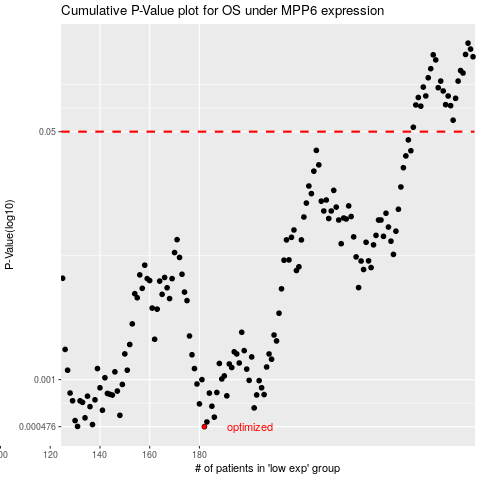 Cumulative P-Value plot for OS under MPP6 expression
P-Value(log10)
0.05
0.001
0.000476
optimized
00 120 140 160 180
# of patients in 'low exp' group